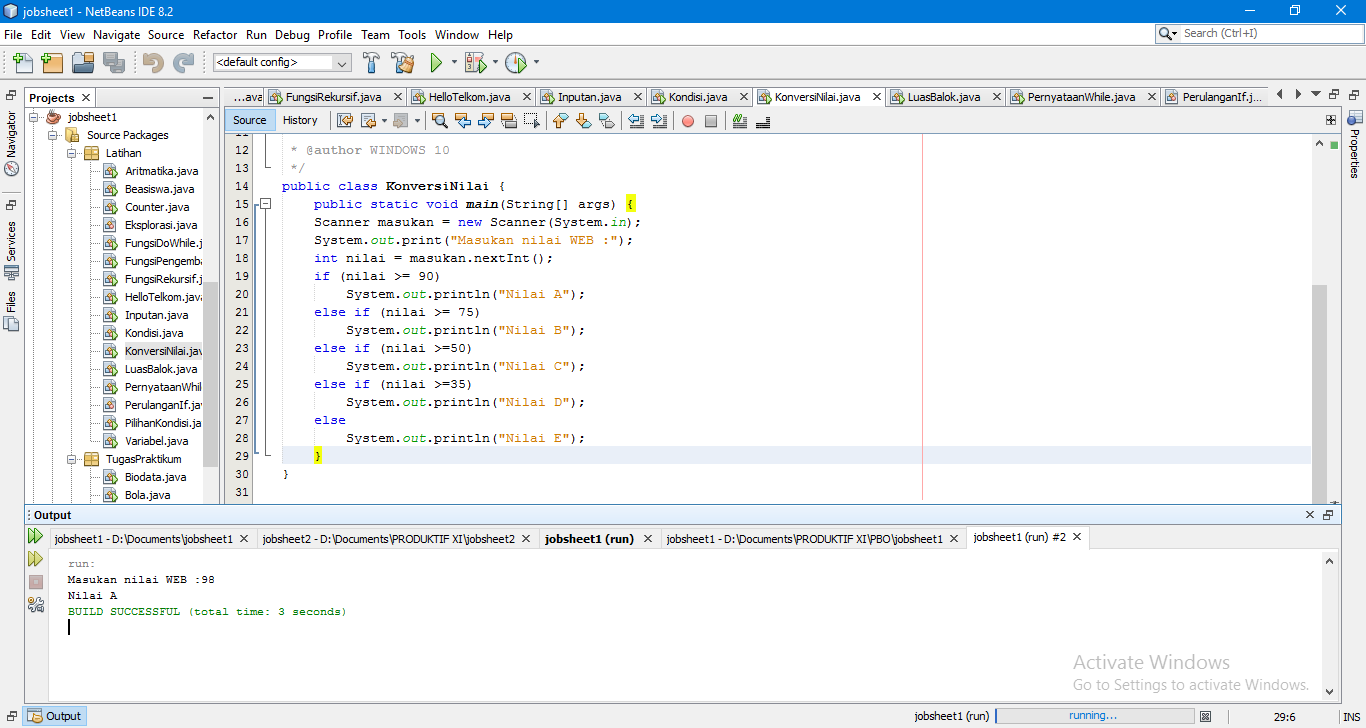 jobsheet1 - NetBeans IDE 8.2
File Edit View Navigate Source Refactor Run Debug Profile Team Tools Window Help
Search (Ctrl+I)
<default config>
Projects
...ava FungsiRekursif.java HelloTelkom.java Inputan.java Kondisi.java KonversiNilai.java LuasBalok.java PernyataanWhile.java PerulanganIf.j...
Navigator
Services
Files
Properties
jobsheet1
Source Packages
Latihan
Aritmatika.java
Beasiswa.java
Counter.java
Eksplorasi.java
FungsiDoWhile.j
FungsiPengemb
FungsiRekursif.j
HelloTelkom.jav
Inputan.java
Kondisi.java
KonversiNilai.jav
LuasBalok.java
PernyataanWhil
PerulanganIf.ja
PilihanKondisi.ja
Variabel.java
TugasPraktikum
Biodata.java
Bola.java
Source History
12 * @author WINDOWS 10
13 */
14 public class KonversiNilai {
15 public static void main(String[] args) {
16 Scanner masukan = new Scanner(System.in);
17 System.out.print("Masukan nilai WEB :");
18 int nilai = masukan.nextInt();
19 if (nilai >= 90)
20 System.out.println("Nilai A");
21 else if (nilai >= 75)
22 System.out.println("Nilai B");
23 else if (nilai >=50)
24 System.out.println("Nilai C");
25 else if (nilai >=35)
26 System.out.println("Nilai D");
27 else
28 System.out.println("Nilai E");
29 }
30 }
31
Output
jobsheet1 - D:\Documents\jobsheet1 jobsheet2 - D:\Documents\PRODUKTIF XI\jobsheet2 jobsheet1 (run) jobsheet1 - D:\Documents\PRODUKTIF XI\PBO\jobsheet1 jobsheet1 (run) #2
run:
Masukan nilai WEB :98
Nilai A
BUILD SUCCESSFUL (total time: 3 seconds)
Activate Windows
Go to Settings to activate Windows.
Output
jobsheet1 (run) running... 29:6 INS